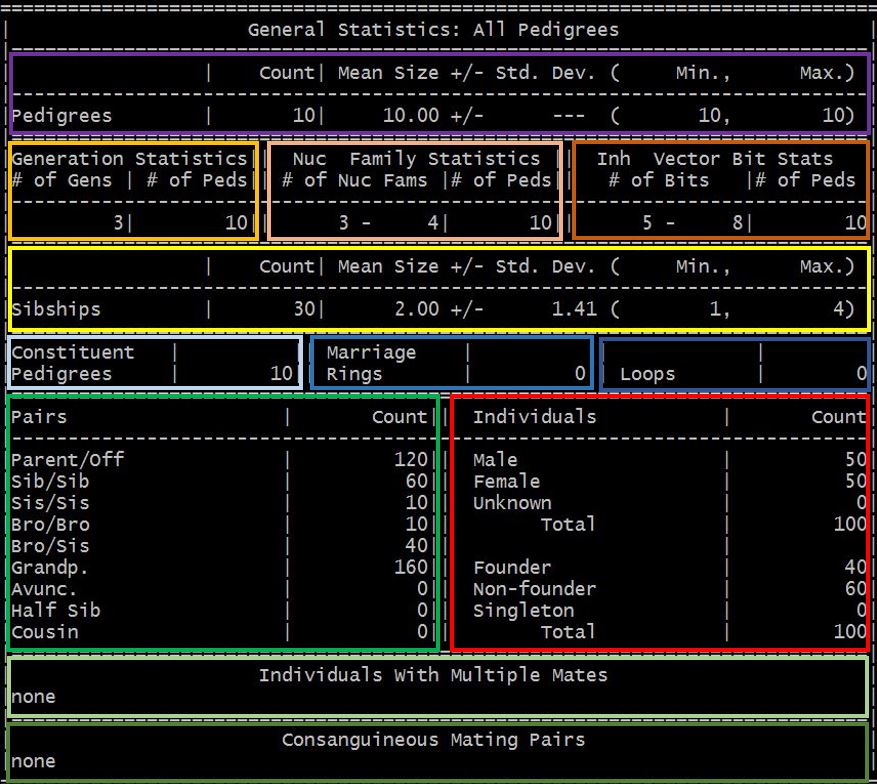 General Statistics: All Pedigrees
| Count| Mean Size +/- Std. Dev. ( Min., Max.)
Pedigrees | 10| 10.00 +/- --- ( 10, 10)
Generation Statistics| | Nuc Family Statistics | | Inh Vector Bit Stats
# of Gens | # of Peds| | # of Nuc Fams |# of Peds| | # of Bits |# of Peds
3| 10| | 3 - 4| 10| | 5 - 8| 10
| Count| Mean Size +/- Std. Dev. ( Min., Max.)
Sibships | 30| 2.00 +/- 1.41 ( 1, 4)
Constituent | | | Marriage | | | |
Pedigrees | 10| | Rings | 0| | Loops | 0
Pairs | Count| | Individuals | Count
Parent/Off | 120| | Male | 50
Sib/Sib | 60| | Female | 50
Sis/Sis | 10| | Unknown | 0
Bro/Bro | 10| | Total | 100
Bro/Sis | 40| | |
Grandp. | 160| | Founder | 40
Avunc. | 0| | Non-founder | 60
Half Sib | 0| | Singleton | 0
Cousin | 0| | Total | 100
Individuals With Multiple Mates
none
Consanguineous Mating Pairs
none